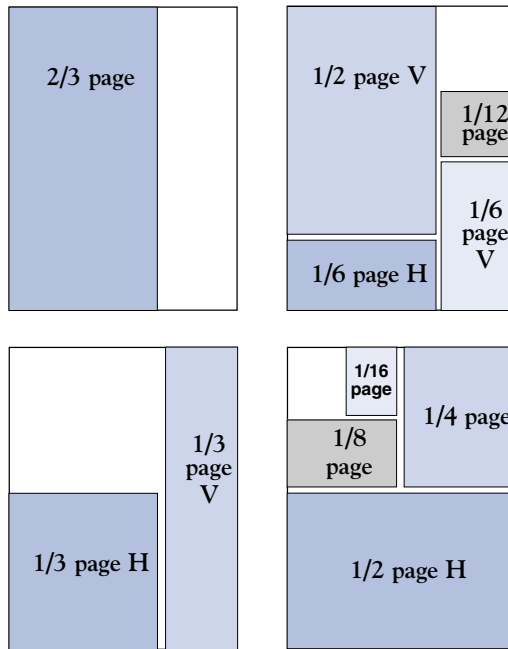 2/3 page
1/2 page V
1/12
page
1/6
page
V
1/6 page H
1/3
page
V
1/3 page H
1/16
page
1/4 page
1/8
page
1/2 page H